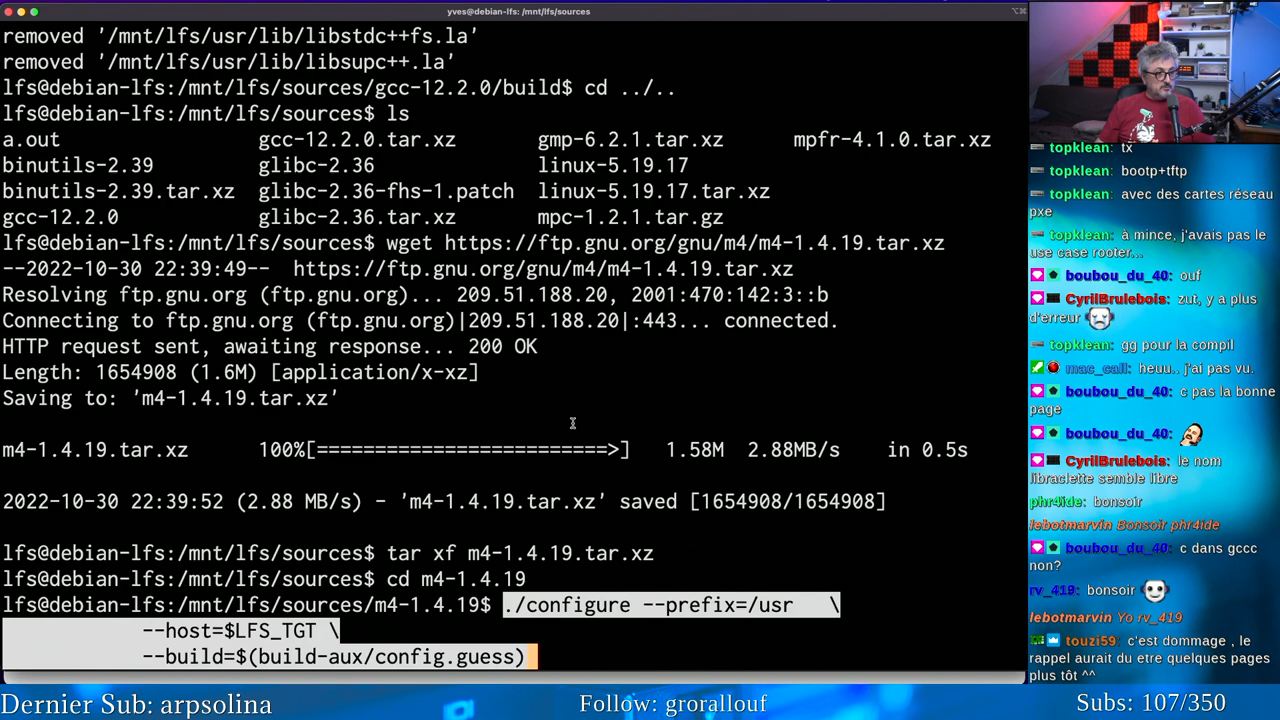 yves@debian-lfs: /mnt/lfs/sources
removed '/mnt/lfs/usr/lib/libstdc++fs.la'
removed '/mnt/lfs/usr/lib/libsupc++.la'
lfs@debian-lfs:/mnt/lfs/sources/gcc-12.2.0/build$ cd ../..
lfs@debian-lfs:/mnt/lfs/sources$ ls
a.out gcc-12.2.0.tar.xz gmp-6.2.1.tar.xz mpfr-4.1.0.tar.xz
binutils-2.39 glibc-2.36 linux-5.19.17
binutils-2.39.tar.xz glibc-2.36-fhs-1.patch linux-5.19.17.tar.xz
gcc-12.2.0 glibc-2.36.tar.xz mpc-1.2.1.tar.gz
lfs@debian-lfs:/mnt/lfs/sources$ wget https://ftp.gnu.org/gnu/m4/m4-1.4.19.tar.xz
--2022-10-30 22:39:49-- https://ftp.gnu.org/gnu/m4/m4-1.4.19.tar.xz
Resolving ftp.gnu.org (ftp.gnu.org)... 209.51.188.20, 2001:470:142:3::b
Connecting to ftp.gnu.org (ftp.gnu.org)|209.51.188.20|:443... connected.
HTTP request sent, awaiting response... 200 OK
Length: 1654908 (1.6M) [application/x-xz]
Saving to: 'm4-1.4.19.tar.xz'
m4-1.4.19.tar.xz 100%[=======================>] 1.58M 2.88MB/s in 0.5s
2022-10-30 22:39:52 (2.88 MB/s) - 'm4-1.4.19.tar.xz' saved [1654908/1654908]
lfs@debian-lfs:/mnt/lfs/sources$ tar xf m4-1.4.19.tar.xz
lfs@debian-lfs:/mnt/lfs/sources$ cd m4-1.4.19
lfs@debian-lfs:/mnt/lfs/sources/m4-1.4.19$ ./configure --prefix=/usr \
--host=$LFS_TGT \
--build=$(build-aux/config.guess)
topklean: tx
topklean: bootp+tftp
topklean: avec des cartes réseau
pxe
topklean: à mince, j'avais pas le
use case rooter...
boubou_du_40: ouf
CyrilBrulebois: zut, y a plus
d'erreur
topklean: gg pour la compil
mac_call: heuu.. j'ai pas vu.
boubou_du_40: c pas la bonne
page
boubou_du_40:
CyrilBrulebois: le nom
libraclette semble libre
phr4ide: bonsoir
lebotmarvin Bonsoir phr4ide
boubou_du_40: c dans gccc
non?
rv_419: bonsoir
lebotmarvin Yo rv_419
touzi59: c'est dommage , le
rappel aurait du etre quelques pages
plus tôt ^^
Dernier Sub: arpsolina
Follow: grorallouf
Subs: 107/350